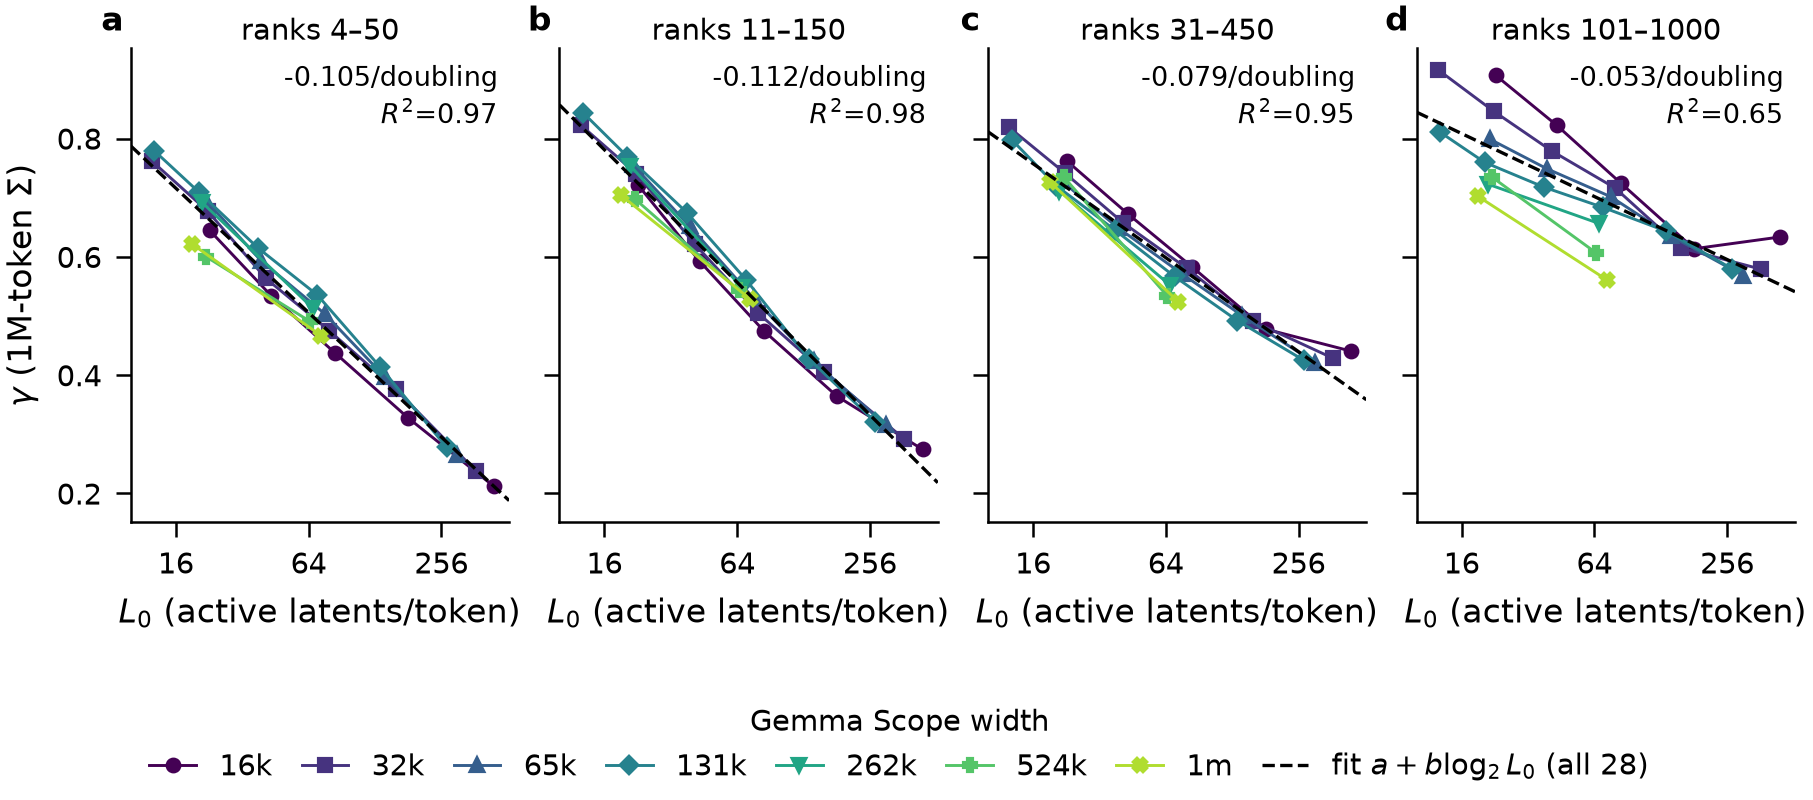 a ranks 4–50
-0.105/doubling
R²=0.97
b ranks 11–150
-0.112/doubling
R²=0.98
c ranks 31–450
-0.079/doubling
R²=0.95
d ranks 101–1000
-0.053/doubling
R²=0.65
γ (1M-token Σ)
0.8
0.6
0.4
0.2
16 64 256
16 64 256
16 64 256
16 64 256
L₀ (active latents/token)
L₀ (active latents/token)
L₀ (active latents/token)
L₀ (active latents/token)
Gemma Scope width
16k 32k 65k 131k 262k 524k 1m fit a + blog₂ L₀ (all 28)